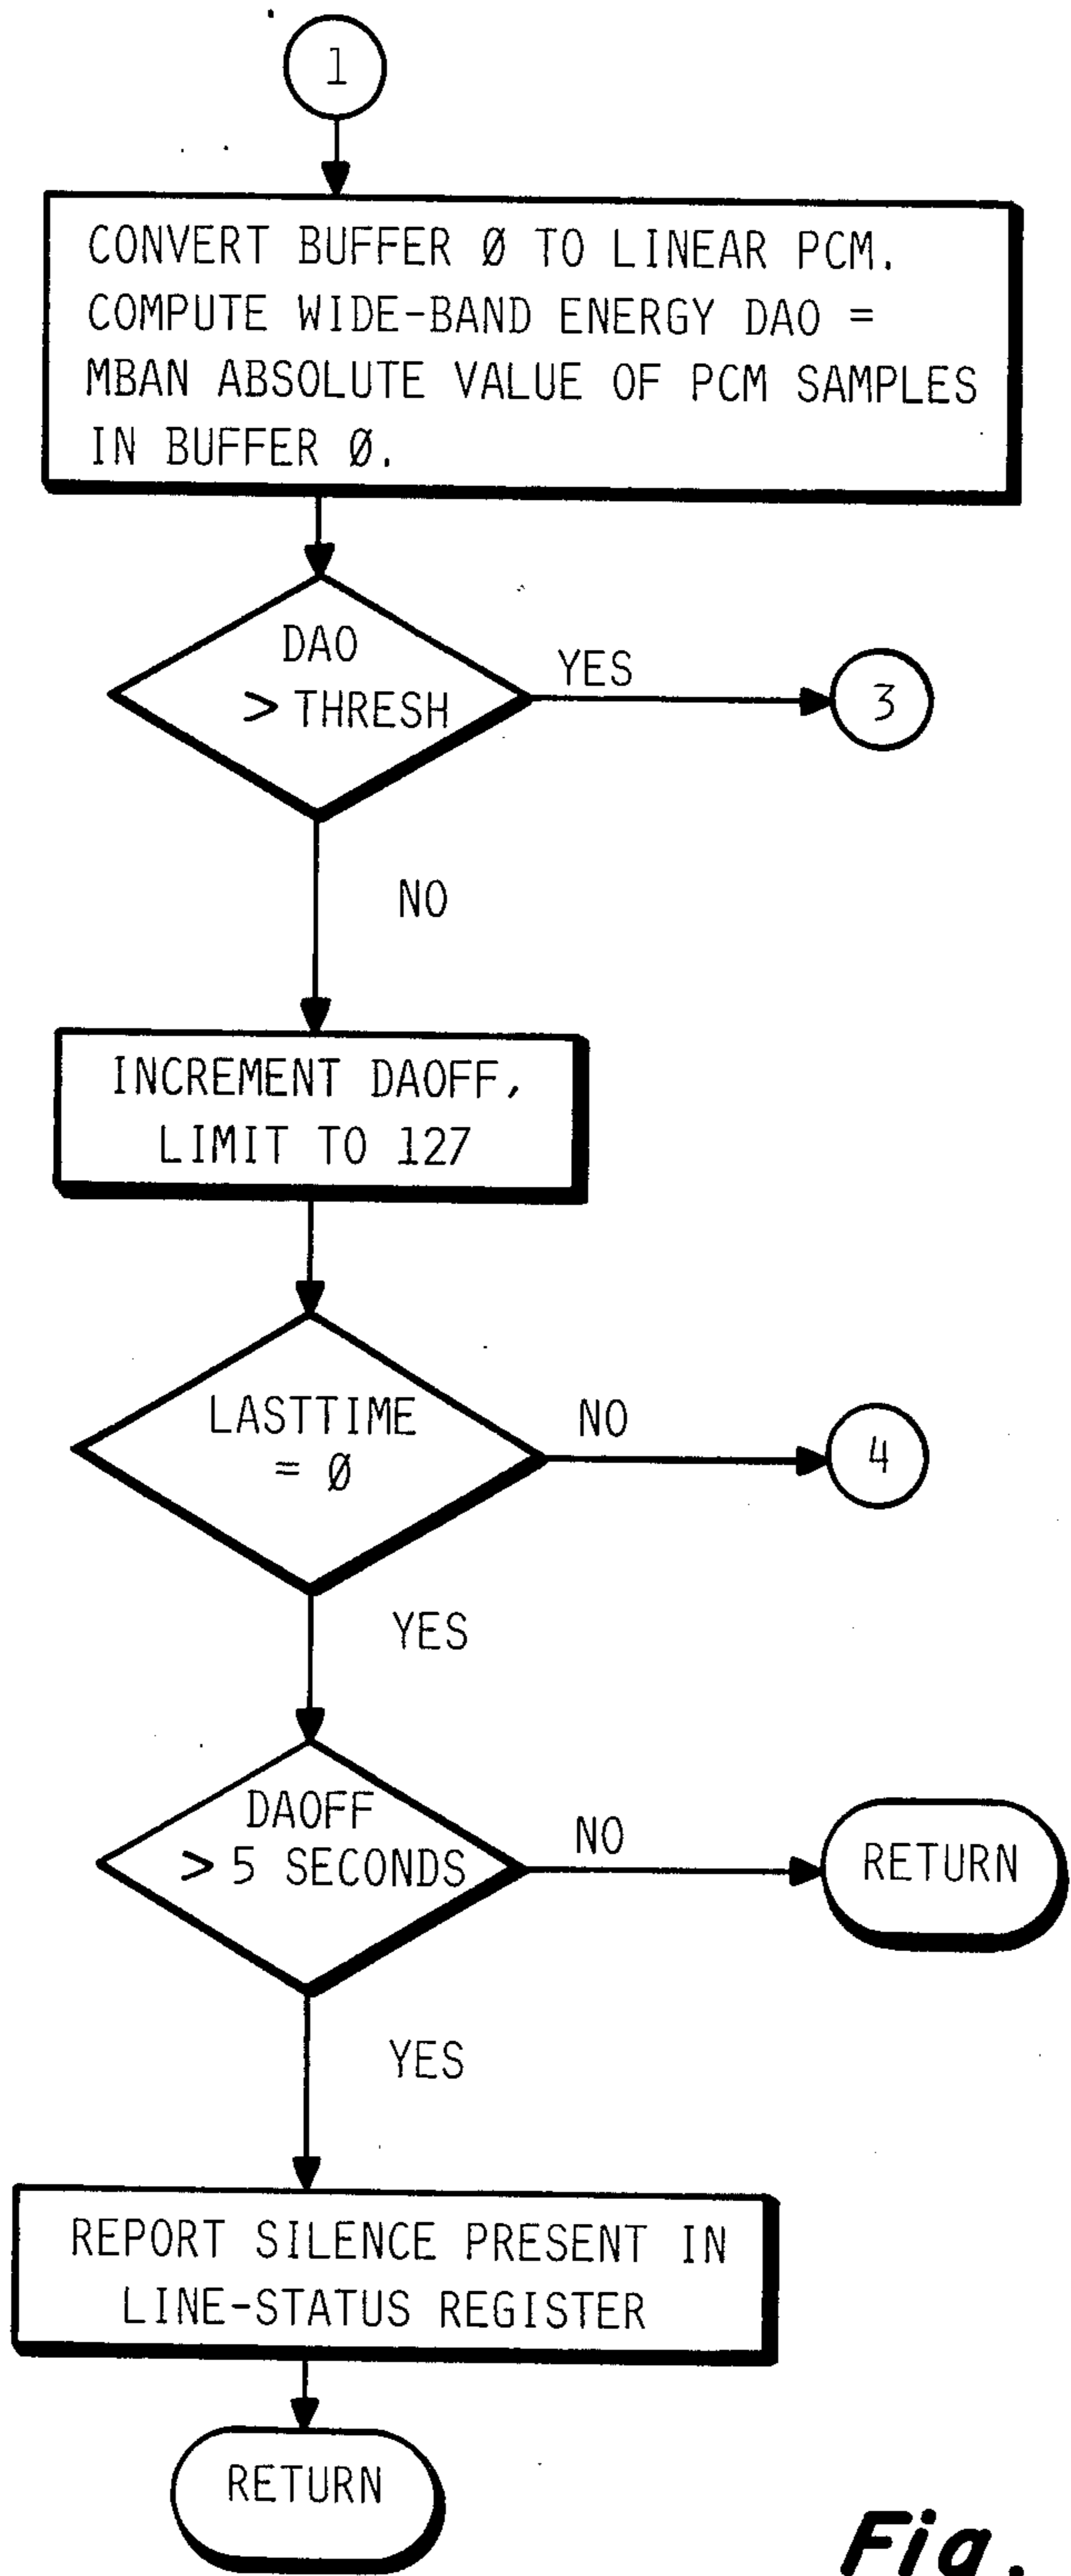 1
CONVERT BUFFER Ø TO LINEAR PCM.
COMPUTE WIDE-BAND ENERGY DAO =
MBAN ABSOLUTE VALUE OF PCM SAMPLES
IN BUFFER Ø.
DAO
> THRESH
YES
3
NO
INCREMENT DAOFF,
LIMIT TO 127
LASTTIME
= Ø
NO
4
YES
DAOFF
> 5 SECONDS
NO
RETURN
YES
REPORT SILENCE PRESENT IN
LINE-STATUS REGISTER
RETURN
Fig.